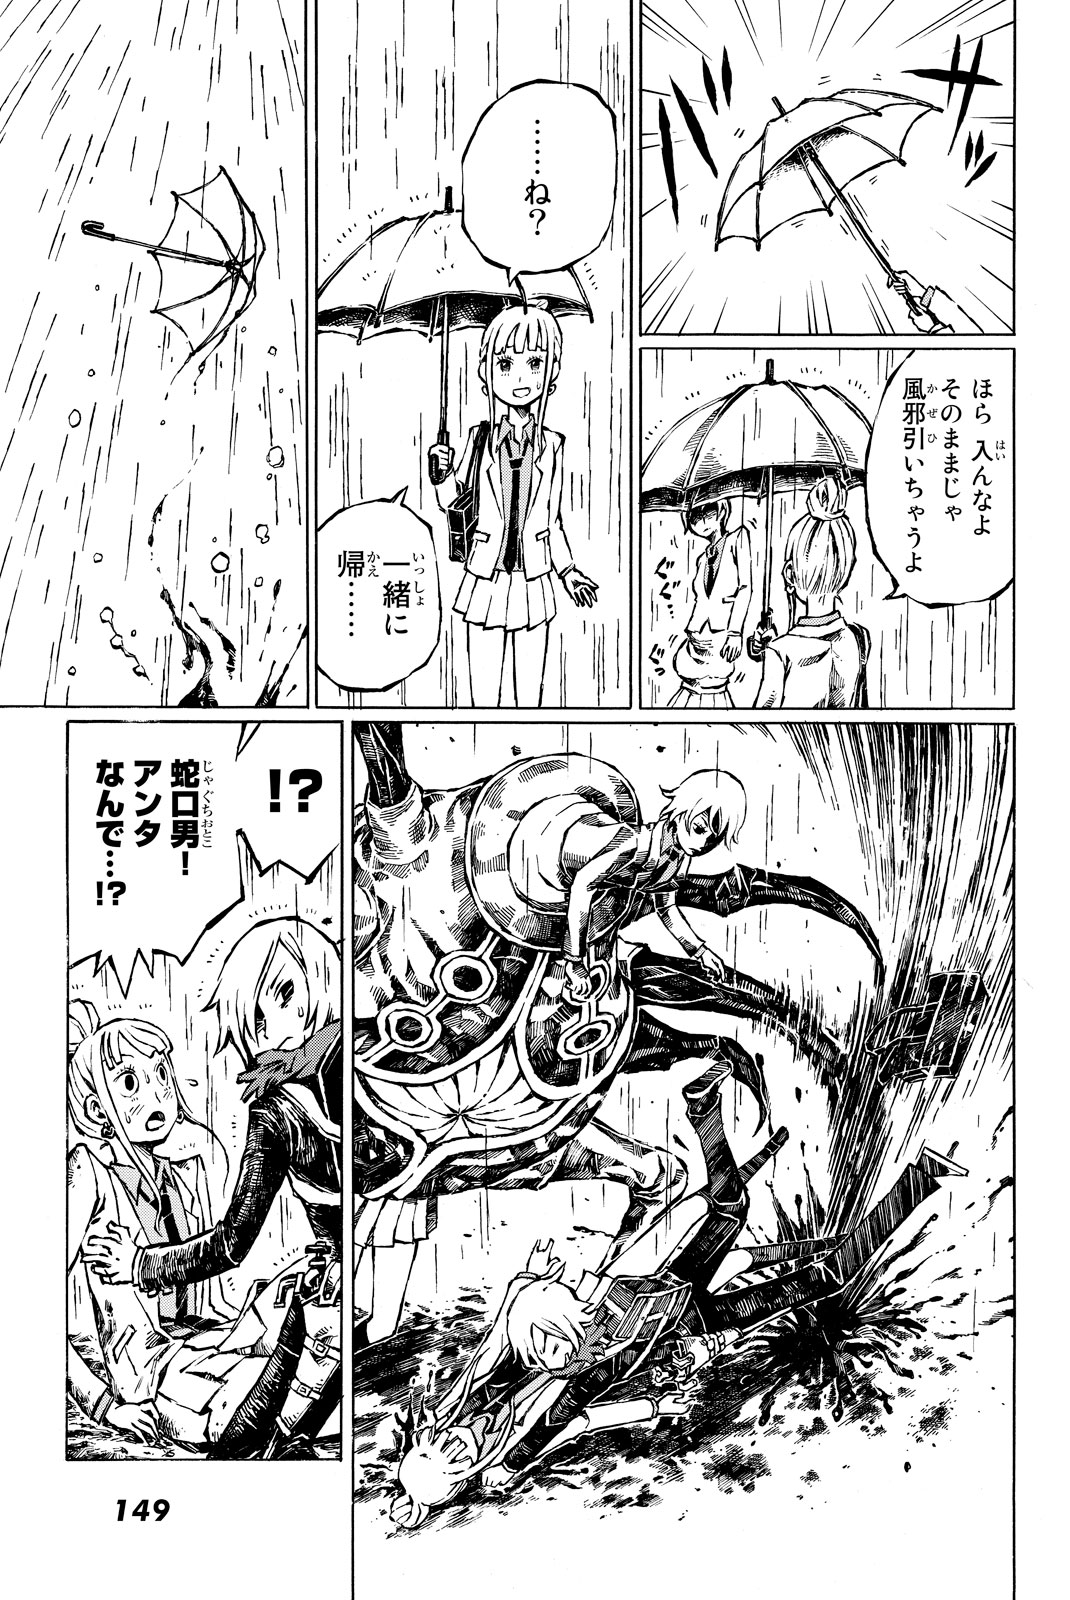 バサッ
ほら 入んなよ
そのままじゃ
風邪引いちゃうよ
ぐぐ
ぐぐ
………ね？
一緒に
帰……
!?
蛇口男！
アンタ
なんで…!?
149